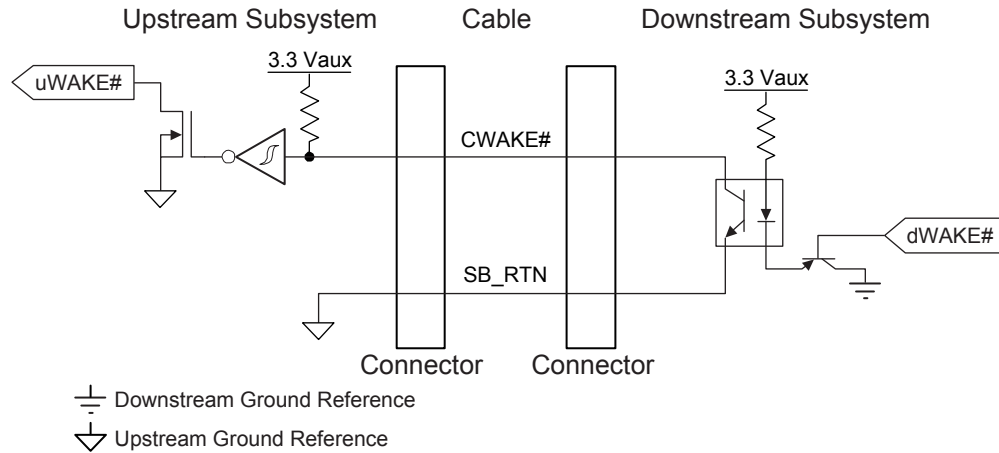 Upstream Subsystem
Cable
Downstream Subsystem
3.3 Vaux
3.3 Vaux
uWAKE#
CWAKE#
dWAKE#
SB_RTN
Connector
Connector
Downstream Ground Reference
Upstream Ground Reference